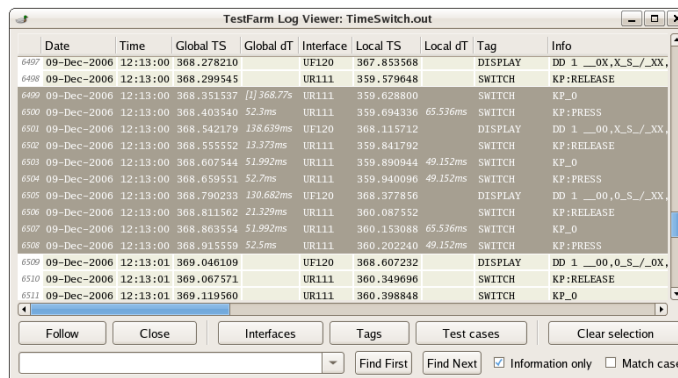 TestFarm Log Viewer: TimeSwitch.out
Date Time Global TS Global dT Interface Local TS Local dT Tag Info
6497 09-Dec-2006 12:13:00 368.278210 UF120 367.853568 DISPLAY DD 1 __0X,X_S_/_XX,
6498 09-Dec-2006 12:13:00 368.299545 UR111 359.579648 SWITCH KP:RELEASE
6499 09-Dec-2006 12:13:00 368.351537 [1] 368.77s UR111 359.628800 SWITCH KP_0
6500 09-Dec-2006 12:13:00 368.403540 52.3ms UR111 359.694336 65.536ms SWITCH KP:PRESS
6501 09-Dec-2006 12:13:00 368.542179 138.639ms UF120 368.115712 DISPLAY DD 1 __00,X_S_/_XX,
6502 09-Dec-2006 12:13:00 368.555552 13.373ms UR111 359.841792 SWITCH KP:RELEASE
6503 09-Dec-2006 12:13:00 368.607544 51.992ms UR111 359.890944 49.152ms SWITCH KP_0
6504 09-Dec-2006 12:13:00 368.659551 52.7ms UR111 359.940096 49.152ms SWITCH KP:PRESS
6505 09-Dec-2006 12:13:00 368.790233 130.682ms UF120 368.377856 DISPLAY DD 1 __00,0_S_/_XX,
6506 09-Dec-2006 12:13:00 368.811562 21.329ms UR111 360.087552 SWITCH KP:RELEASE
6507 09-Dec-2006 12:13:00 368.863554 51.992ms UR111 360.153088 65.536ms SWITCH KP_0
6508 09-Dec-2006 12:13:00 368.915559 52.5ms UR111 360.202240 49.152ms SWITCH KP:PRESS
6509 09-Dec-2006 12:13:01 369.046109 UF120 368.607232 DISPLAY DD 1 __00,0_S_/_0X,
6510 09-Dec-2006 12:13:01 369.067571 UR111 360.349696 SWITCH KP:RELEASE
6511 09-Dec-2006 12:13:01 369.119560 UR111 360.398848 SWITCH KP_0
Follow Close Interfaces Tags Test cases Clear selection
Find First Find Next Information only Match case